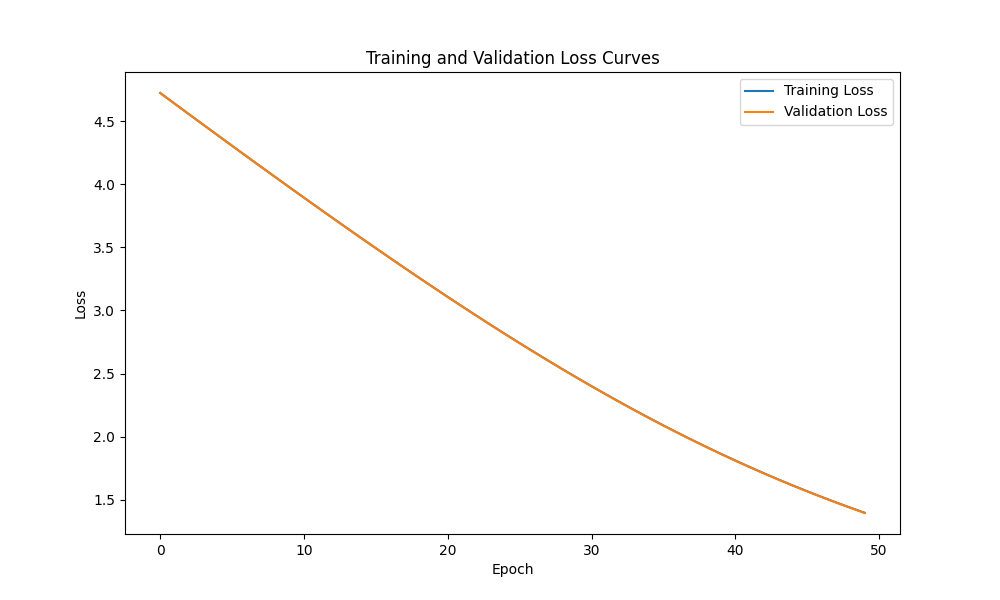 Training and Validation Loss Curves
Training Loss
Validation Loss
4.5
4.0
3.5
3.0
2.5
2.0
1.5
Loss
0 10 20 30 40 50
Epoch